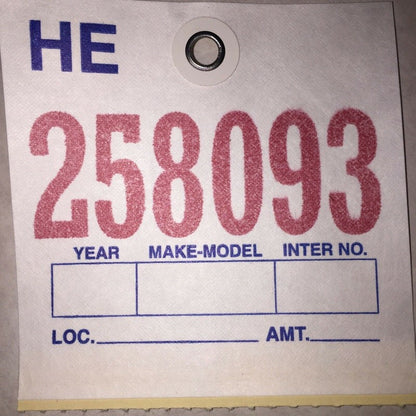 HE
258093
YEAR MAKE-MODEL INTER NO.
LOC. AMT.